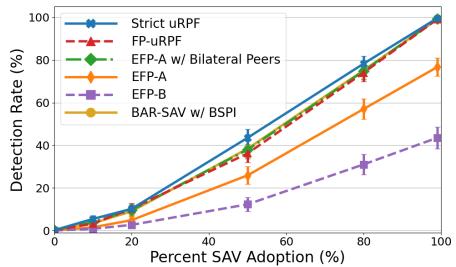 Strict uRPF
FP-uRPF
EFP-A w/ Bilateral Peers
EFP-A
EFP-B
BAR-SAV w/ BSPI
Detection Rate (%)
100
80
60
40
20
0
0 20 40 60 80 100
Percent SAV Adoption (%)